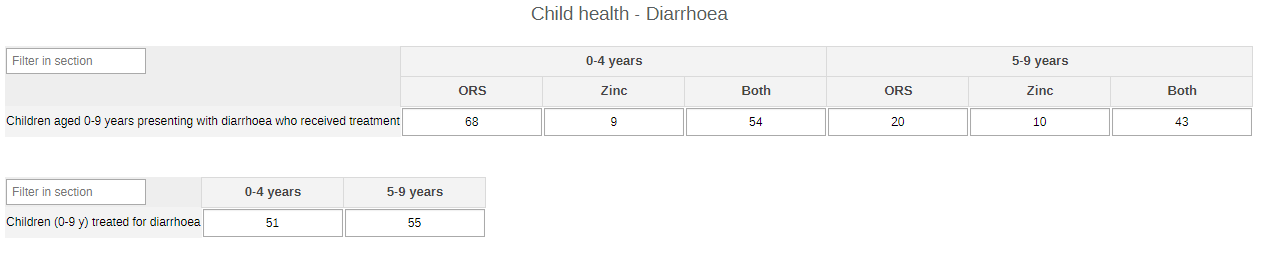 Child health - Diarrhoea
Filter in section
0-4 years 5-9 years
ORS Zinc Both ORS Zinc Both
Children aged 0-9 years presenting with diarrhoea who received treatment 68 9 54 20 10 43
Filter in section 0-4 years 5-9 years
Children (0-9 y) treated for diarrhoea 51 55